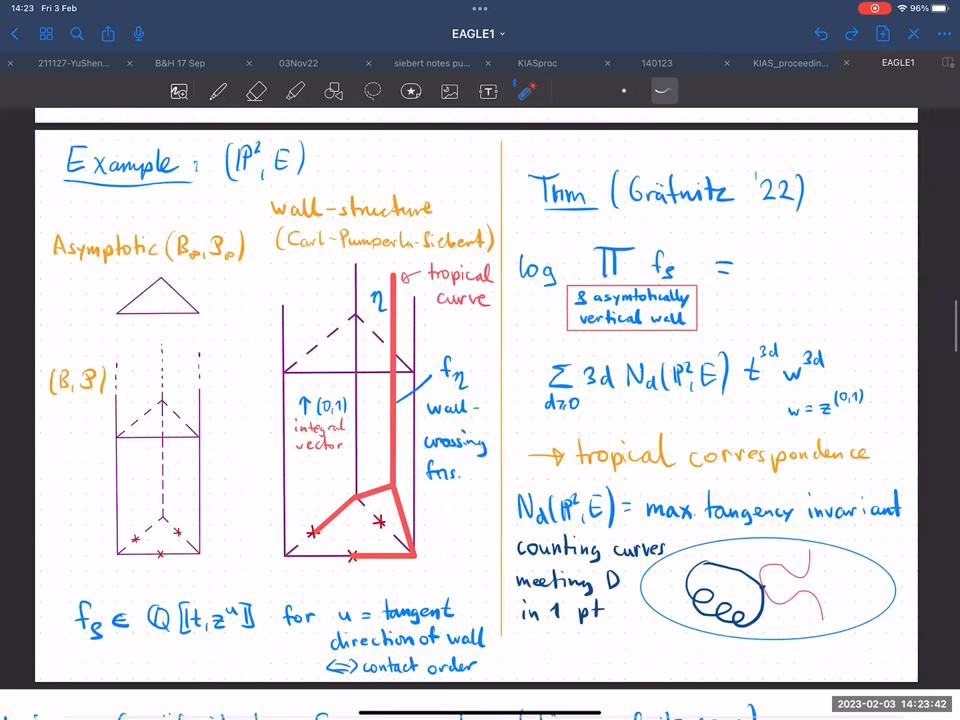 14:23 Fri 3 Feb
96%
EAGLE1
211127-YuShen...
B&H 17 Sep
03Nov22
siebert notes pu...
KIASproc
140123
KIAS_proceedin...
EAGLE1
Example: (ℙ², E)
Asymptotic (B∞, P∞)
(B, P)
wall-structure
(Carl-Pumperla-Siebert)
tropical
curve
η
f_η
wall-
crossing
fns.
↑ (0,1)
integral
vector
f_𝔰 ∈ ℚ[[t, z^u]] for u = tangent
direction of wall
⇔ contact order
Thm (Gräfnitz '22)
log ∏ f_𝔰 =
𝔰 asymptotically
vertical wall
∑ 3d N_d(ℙ², E) t^{3d} w^{3d}
d≥0
w = z^{(0,1)}
→ tropical correspondence
N_d(ℙ², E) = max. tangency invariant
counting curves
meeting D
in 1 pt
2023-02-03 14:23:42